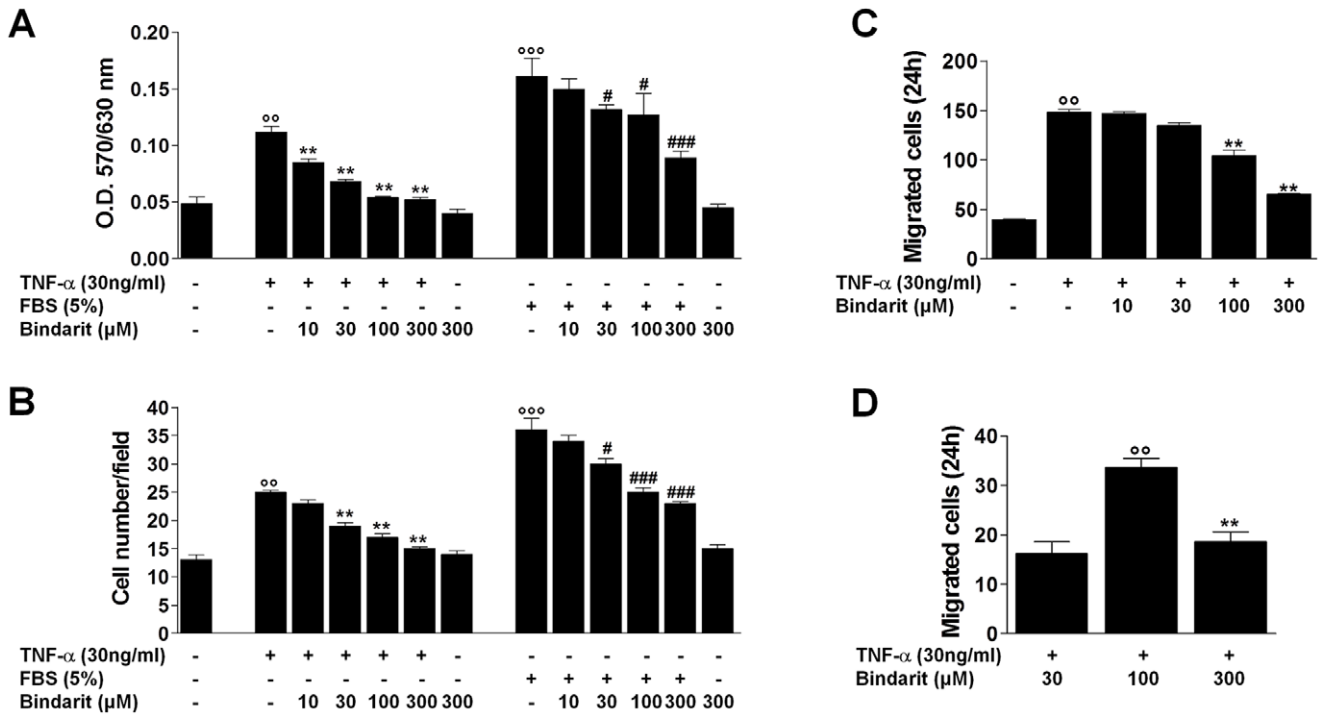 A
O.D. 570/630 nm
0.20
0.15
0.10
0.05
0.00
°° ** ** ** ** °°° # # ###
TNF-α (30ng/ml) - + + + + + - - - - - - -
FBS (5%) - - - - - - - + + + + + -
Bindarit (µM) - - 10 30 100 300 300 - 10 30 100 300 300
B
Cell number/field
40
35
30
25
20
15
10
5
0
°° ** ** ** °°° # ### ###
TNF-α (30ng/ml) - + + + + + - - - - - - -
FBS (5%) - - - - - - - + + + + + -
Bindarit (µM) - - 10 30 100 300 300 - 10 30 100 300 300
C
Migrated cells (24h)
200
150
100
50
0
°° ** **
TNF-α (30ng/ml) - + + + + +
Bindarit (µM) - - 10 30 100 300
D
Migrated cells (24h)
40
30
20
10
0
°° **
TNF-α (30ng/ml) + + +
Bindarit (µM) 30 100 300